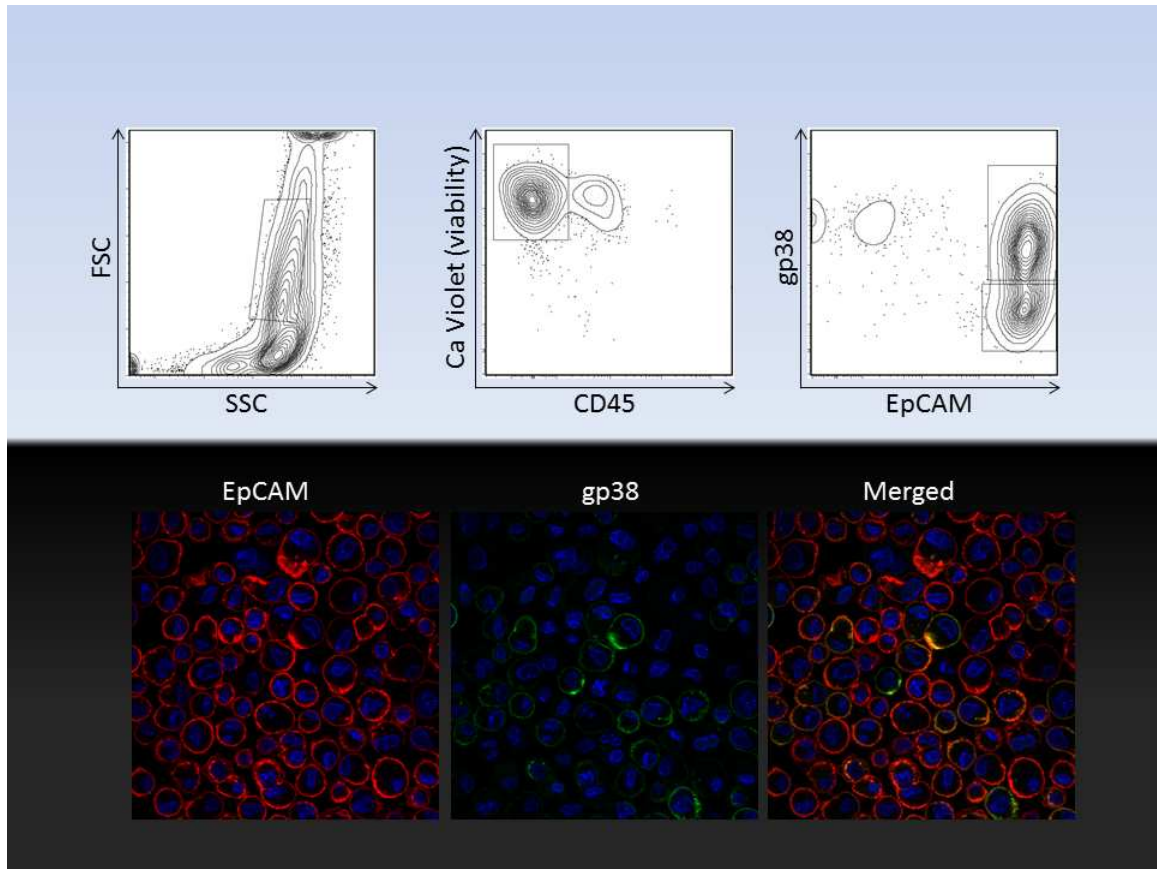 FSC
SSC
Ca Violet (viability)
CD45
gp38
EpCAM
EpCAM
gp38
Merged